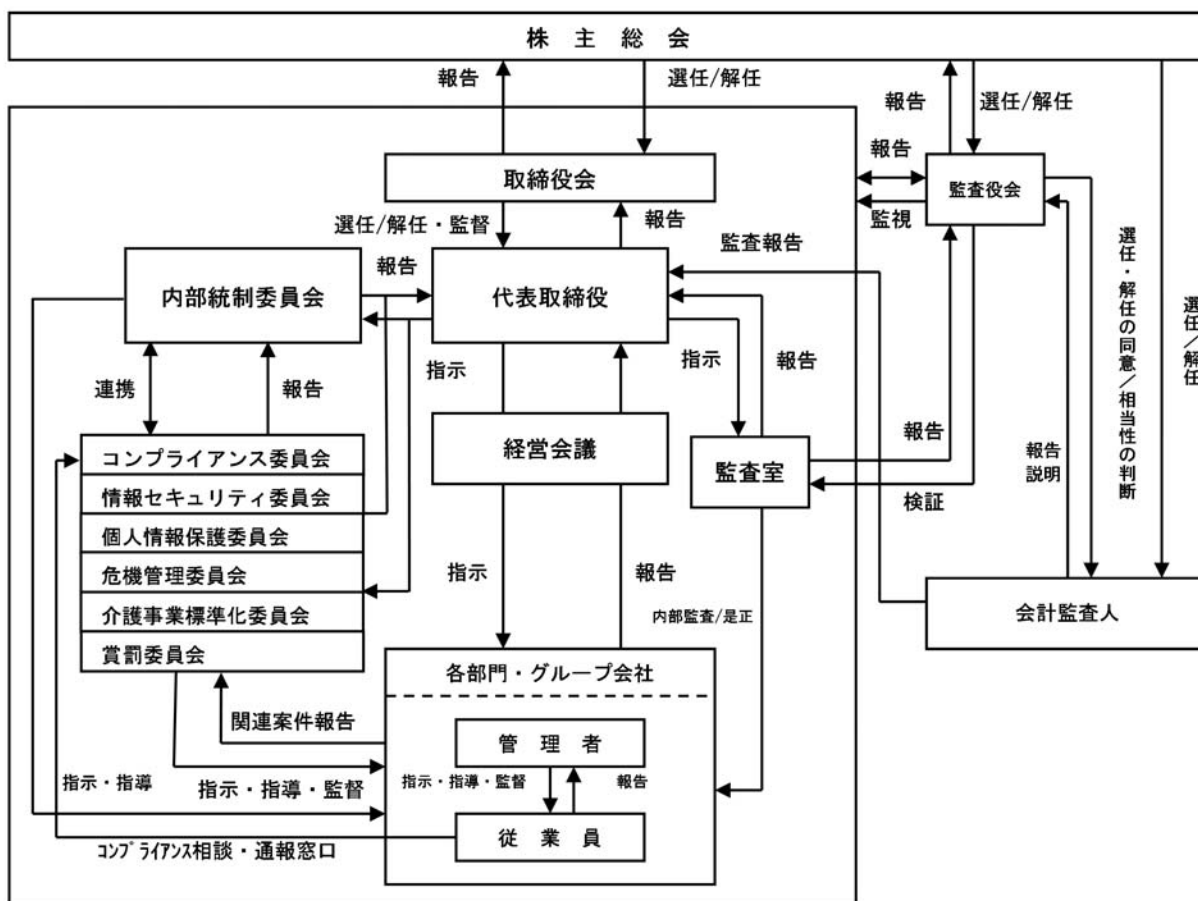 株主総会
報告
選任/解任
報告
選任/解任
取締役会
報告
監査役会
選任/解任・監督
報告
監視
監査報告
内部統制委員会
報告
代表取締役
選任・解任の同意/相当性の判断
選任/解任
連携
報告
指示
指示
報告
経営会議
監査室
報告
検証
報告
説明
コンプライアンス委員会
情報セキュリティ委員会
個人情報保護委員会
危機管理委員会
介護事業標準化委員会
賞罰委員会
指示
報告
内部監査/是正
会計監査人
各部門・グループ会社
関連案件報告
管理者
指示・指導
指示・指導・監督
指示・指導・監督
報告
従業員
コンプライアンス相談・通報窓口